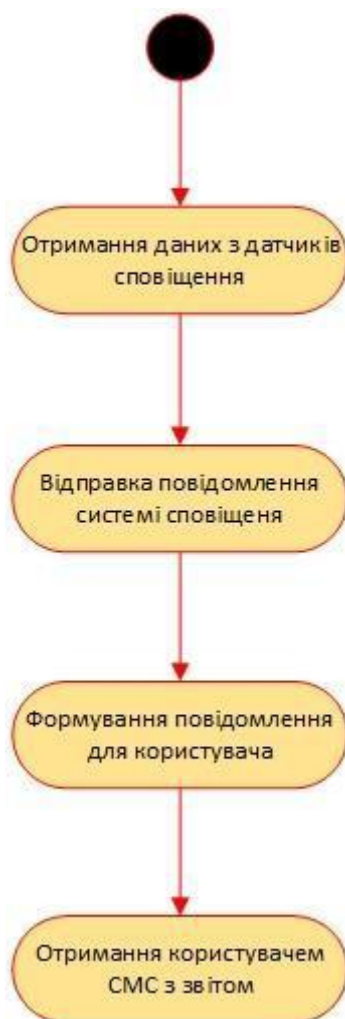 Отримання даних з датчиків
сповіщення
Відправка повідомлення
системі сповіщеня
Формування повідомлення
для користувача
Отримання користувачем
СМС з звітом